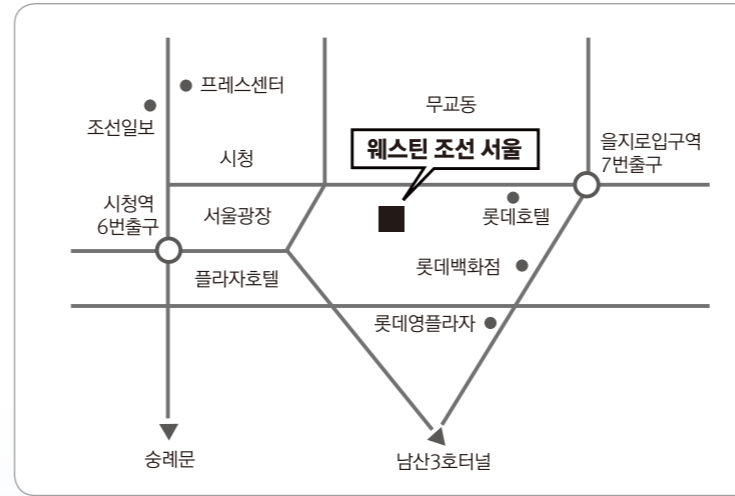 프레스센터
조선일보
무교동
시청
웨스틴 조선 서울
을지로입구역
7번출구
시청역
6번출구
서울광장
롯데호텔
플라자호텔
롯데백화점
롯데영플라자
숭례문
남산3호터널